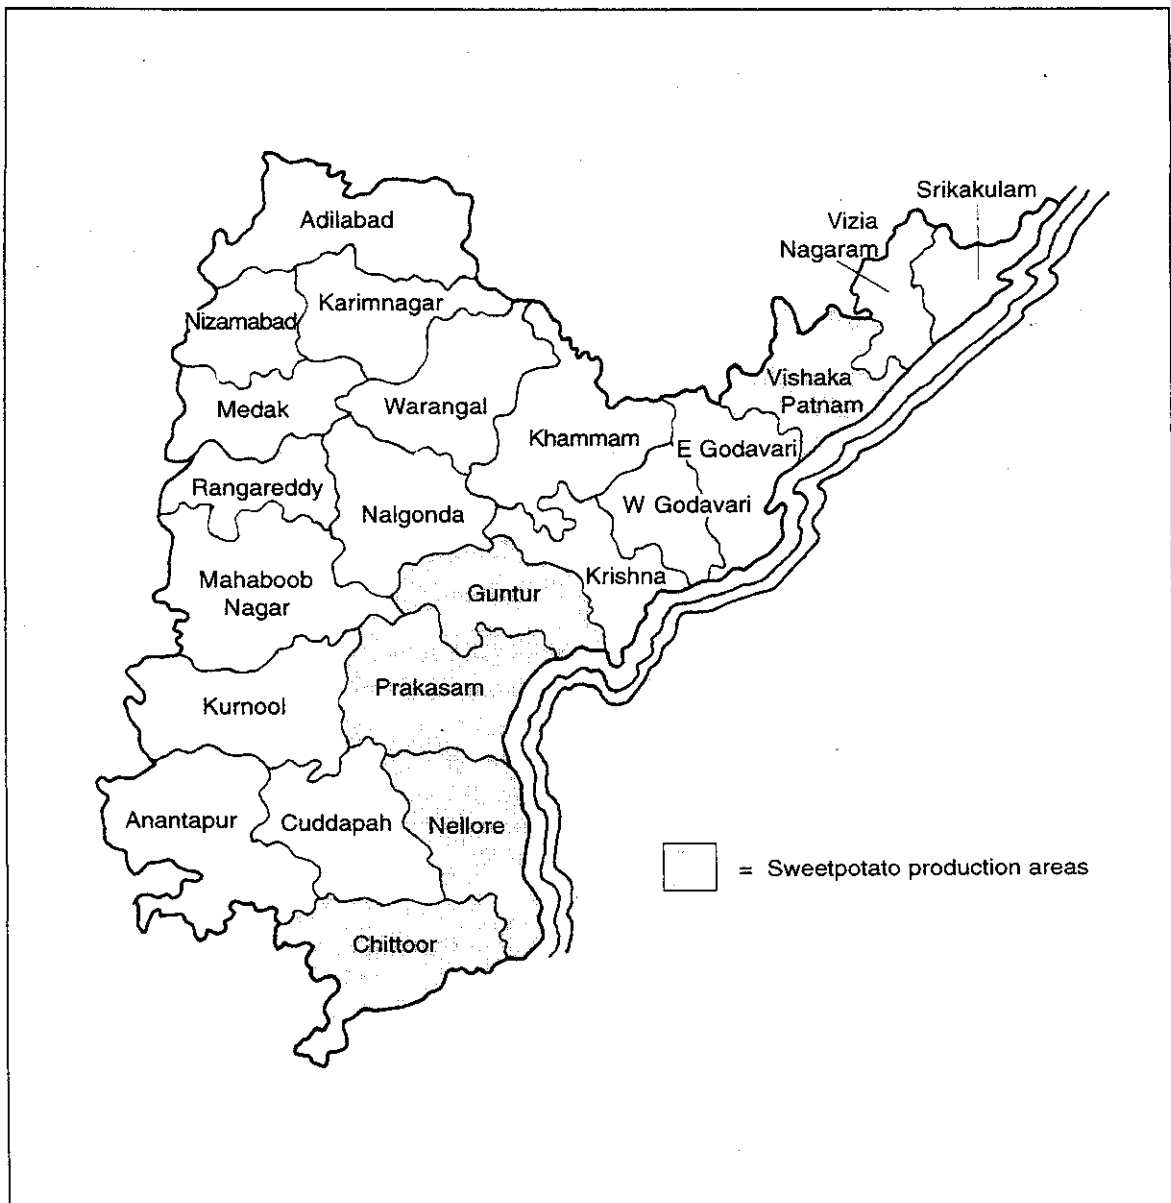 Srikakulam
Vizia
Nagaram
Adilabad
Karimnagar
Nizamabad
Vishaka
Patnam
Medak
Warangal
Khammam
E Godavari
Rangareddy
W Godavari
Nalgonda
Mahaboob
Nagar
Guntur
Krishna
Prakasam
Kurnool
Anantapur
Cuddapah
Nellore
= Sweetpotato production areas
Chittoor